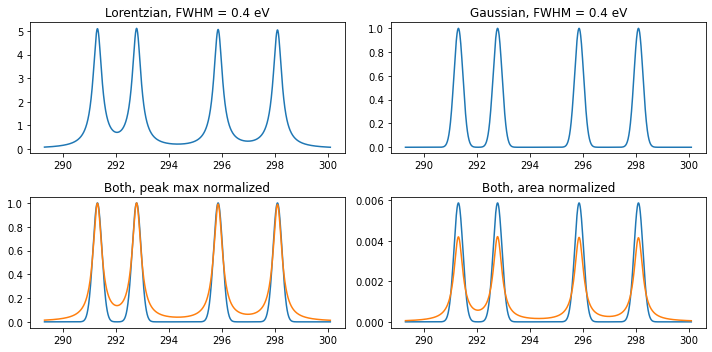 Lorentzian, FWHM = 0.4 eV
5
4
3
2
1
0
290 292 294 296 298 300
Gaussian, FWHM = 0.4 eV
1.0
0.8
0.6
0.4
0.2
0.0
290 292 294 296 298 300
Both, peak max normalized
1.0
0.8
0.6
0.4
0.2
0.0
290 292 294 296 298 300
Both, area normalized
0.006
0.004
0.002
0.000
290 292 294 296 298 300